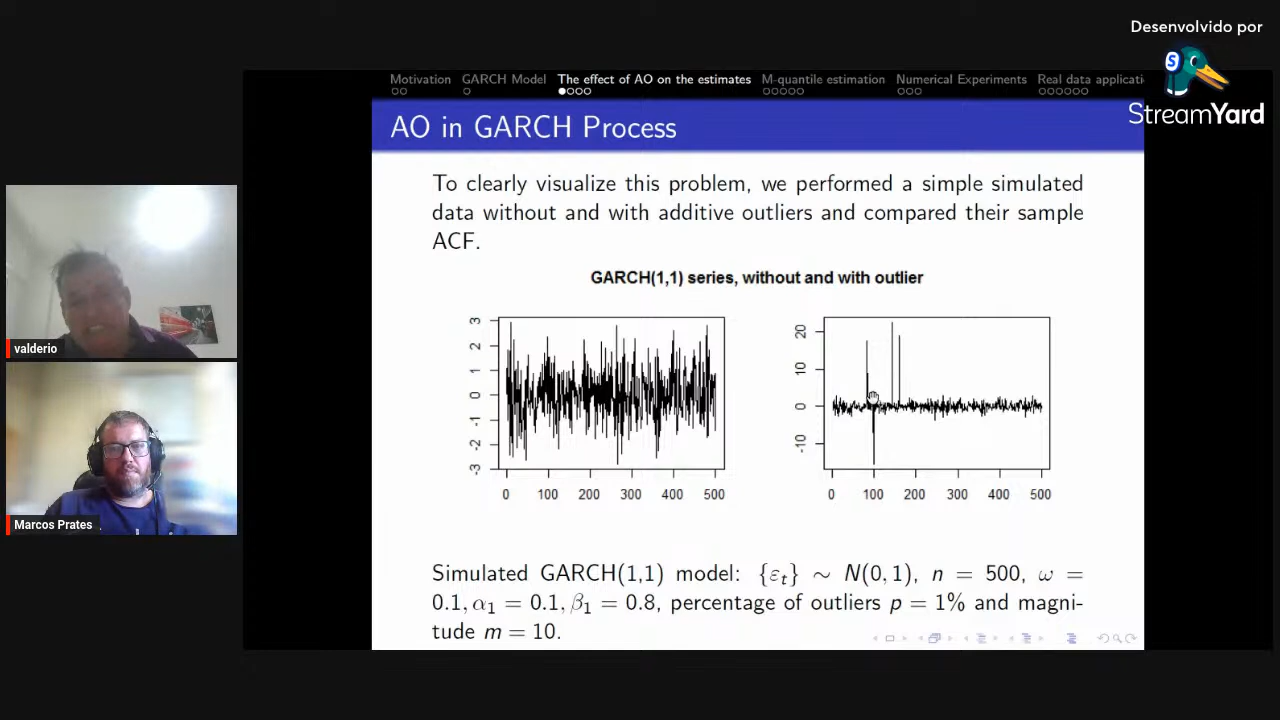 Desenvolvido por
S
StreamYard
Motivation GARCH Model The effect of AO on the estimates M-quantile estimation Numerical Experiments Real data applicati
AO in GARCH Process
To clearly visualize this problem, we performed a simple simulated
data without and with additive outliers and compared their sample
ACF.
GARCH(1,1) series, without and with outlier
3
2
1
0
-1
-2
-3
0 100 200 300 400 500
20
10
0
-10
0 100 200 300 400 500
Simulated GARCH(1,1) model: {εt} ∼ N(0, 1), n = 500, ω =
0.1, α1 = 0.1, β1 = 0.8, percentage of outliers p = 1% and magni-
tude m = 10.
valderio
Marcos Prates